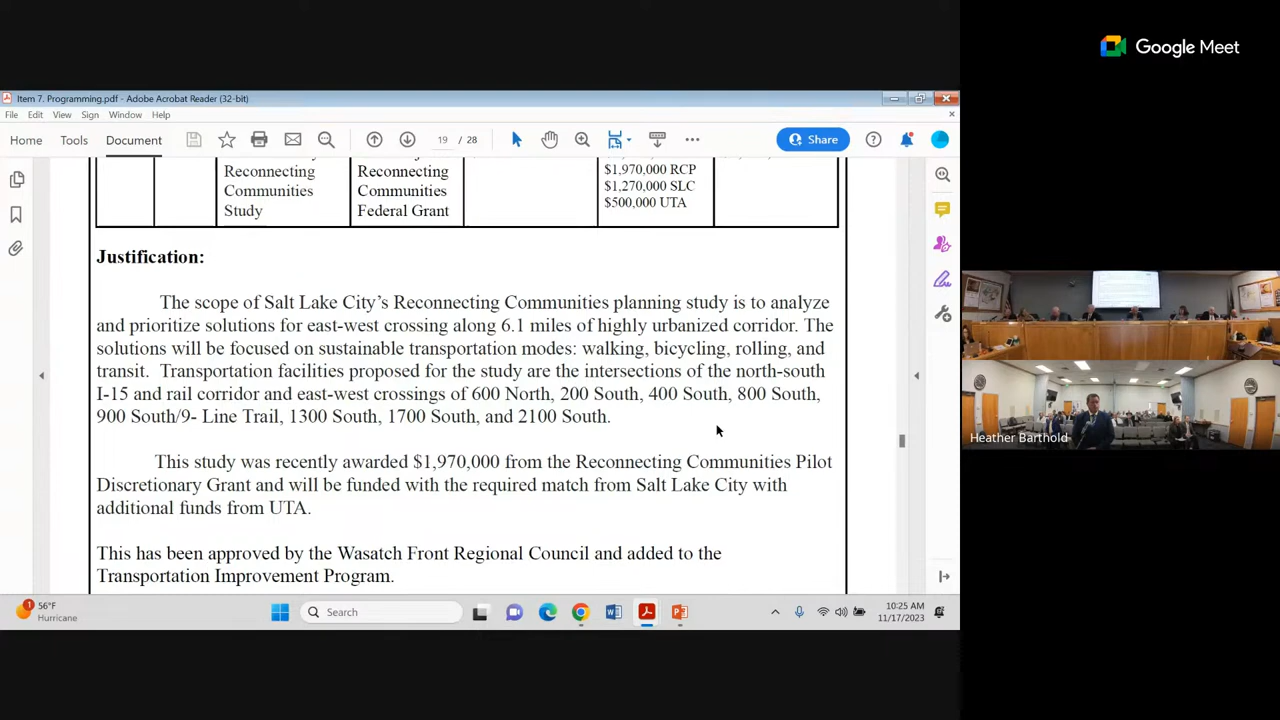 Google Meet
Item 7. Programming.pdf - Adobe Acrobat Reader (32-bit)
File Edit View Sign Window Help
Home Tools Document 19 / 28 Share
Reconnecting
Communities
Study
Reconnecting
Communities
Federal Grant
$1,970,000 RCP
$1,270,000 SLC
$500,000 UTA
Justification:
The scope of Salt Lake City's Reconnecting Communities planning study is to analyze
and prioritize solutions for east-west crossing along 6.1 miles of highly urbanized corridor. The
solutions will be focused on sustainable transportation modes: walking, bicycling, rolling, and
transit. Transportation facilities proposed for the study are the intersections of the north-south
I-15 and rail corridor and east-west crossings of 600 North, 200 South, 400 South, 800 South,
900 South/9- Line Trail, 1300 South, 1700 South, and 2100 South.
This study was recently awarded $1,970,000 from the Reconnecting Communities Pilot
Discretionary Grant and will be funded with the required match from Salt Lake City with
additional funds from UTA.
This has been approved by the Wasatch Front Regional Council and added to the
Transportation Improvement Program.
Heather Barthold
1
56°F
Hurricane
Search
10:25 AM
11/17/2023